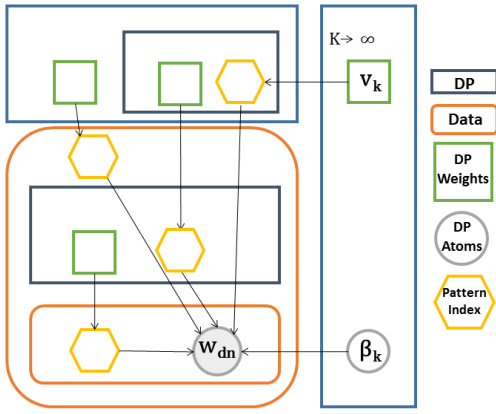 K→ ∞
v_k
w_dn
β_k
DP
Data
DP
Weights
DP
Atoms
Pattern
Index